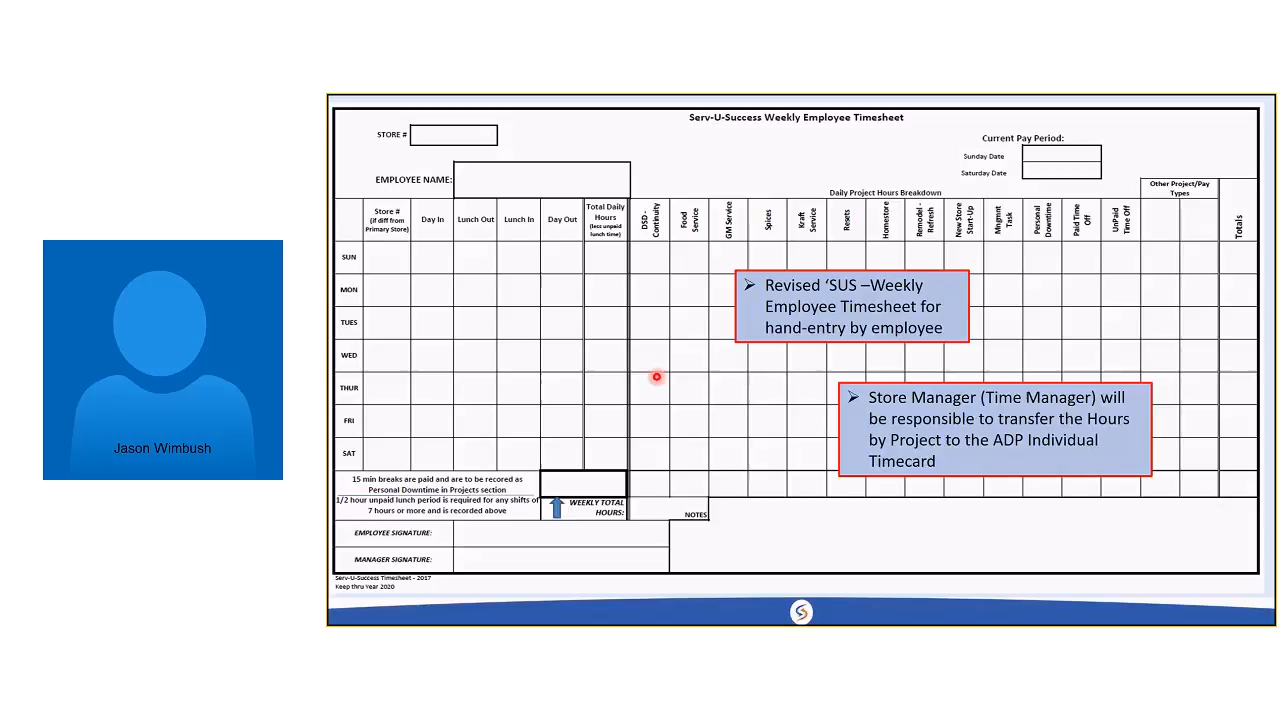 Serv-U-Success Weekly Employee Timesheet
STORE #
Current Pay Period:
Sunday Date
Saturday Date
EMPLOYEE NAME:
Daily Project Hours Breakdown
Other Project/Pay
Types
Store #
(if diff from
Primary Store)
Day In
Lunch Out
Lunch In
Day Out
Total Daily
Hours
(less unpaid
lunch time)
DSD -
Continuity
Food
Service
GM Service
Spices
Kraft
Service
Resets
Homestore
Remodel -
Refresh
New Store
Start-Up
Mngmnt
Task
Personal
Downtime
Paid Time
Off
UnPaid
Time Off
Totals
SUN
MON
TUES
WED
THUR
FRI
SAT
➢ Revised ‘SUS –Weekly
Employee Timesheet for
hand-entry by employee
➢ Store Manager (Time Manager) will
be responsible to transfer the Hours
by Project to the ADP Individual
Timecard
Jason Wimbush
15 min breaks are paid and are to be recored as
Personal Downtime in Projects section
1/2 hour unpaid lunch period is required for any shifts of
7 hours or more and is recorded above
WEEKLY TOTAL
HOURS:
NOTES
EMPLOYEE SIGNATURE:
MANAGER SIGNATURE:
Serv-U-Success Timesheet - 2017
Keep thru Year 2020